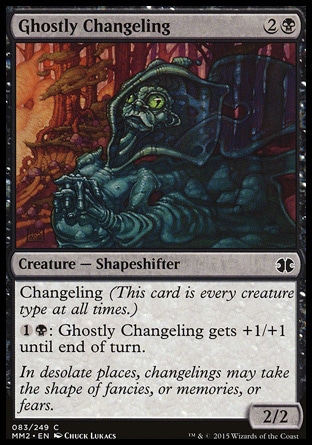 Ghostly Changeling 2
Creature — Shapeshifter
Changeling (This card is every creature
type at all times.)
1: Ghostly Changeling gets +1/+1
until end of turn.
In desolate places, changelings may take
the shape of fancies, or memories, or
fears.
2/2
083/249 C
MM2 • EN Chuck Lukacs
™ & © 2015 Wizards of the Coast